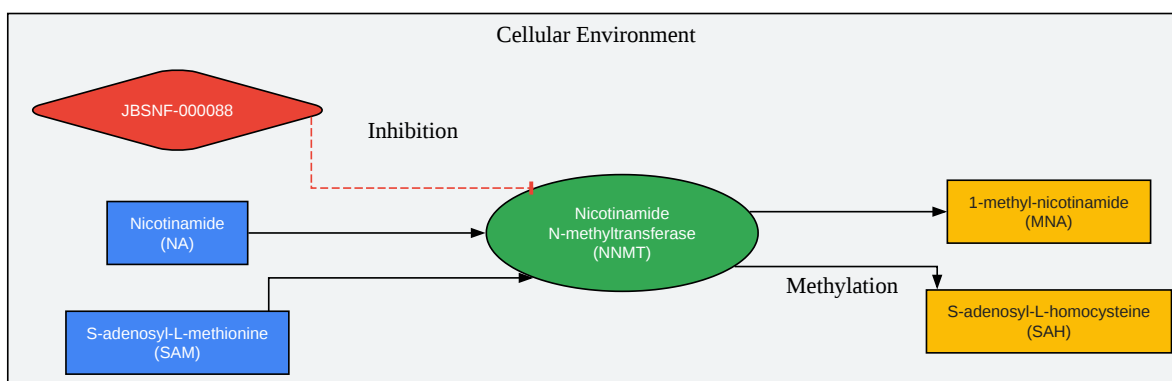 Cellular Environment
JBSNF-000088
Inhibition
Nicotinamide
(NA)
Nicotinamide
N-methyltransferase
(NNMT)
1-methyl-nicotinamide
(MNA)
Methylation
S-adenosyl-L-methionine
(SAM)
S-adenosyl-L-homocysteine
(SAH)